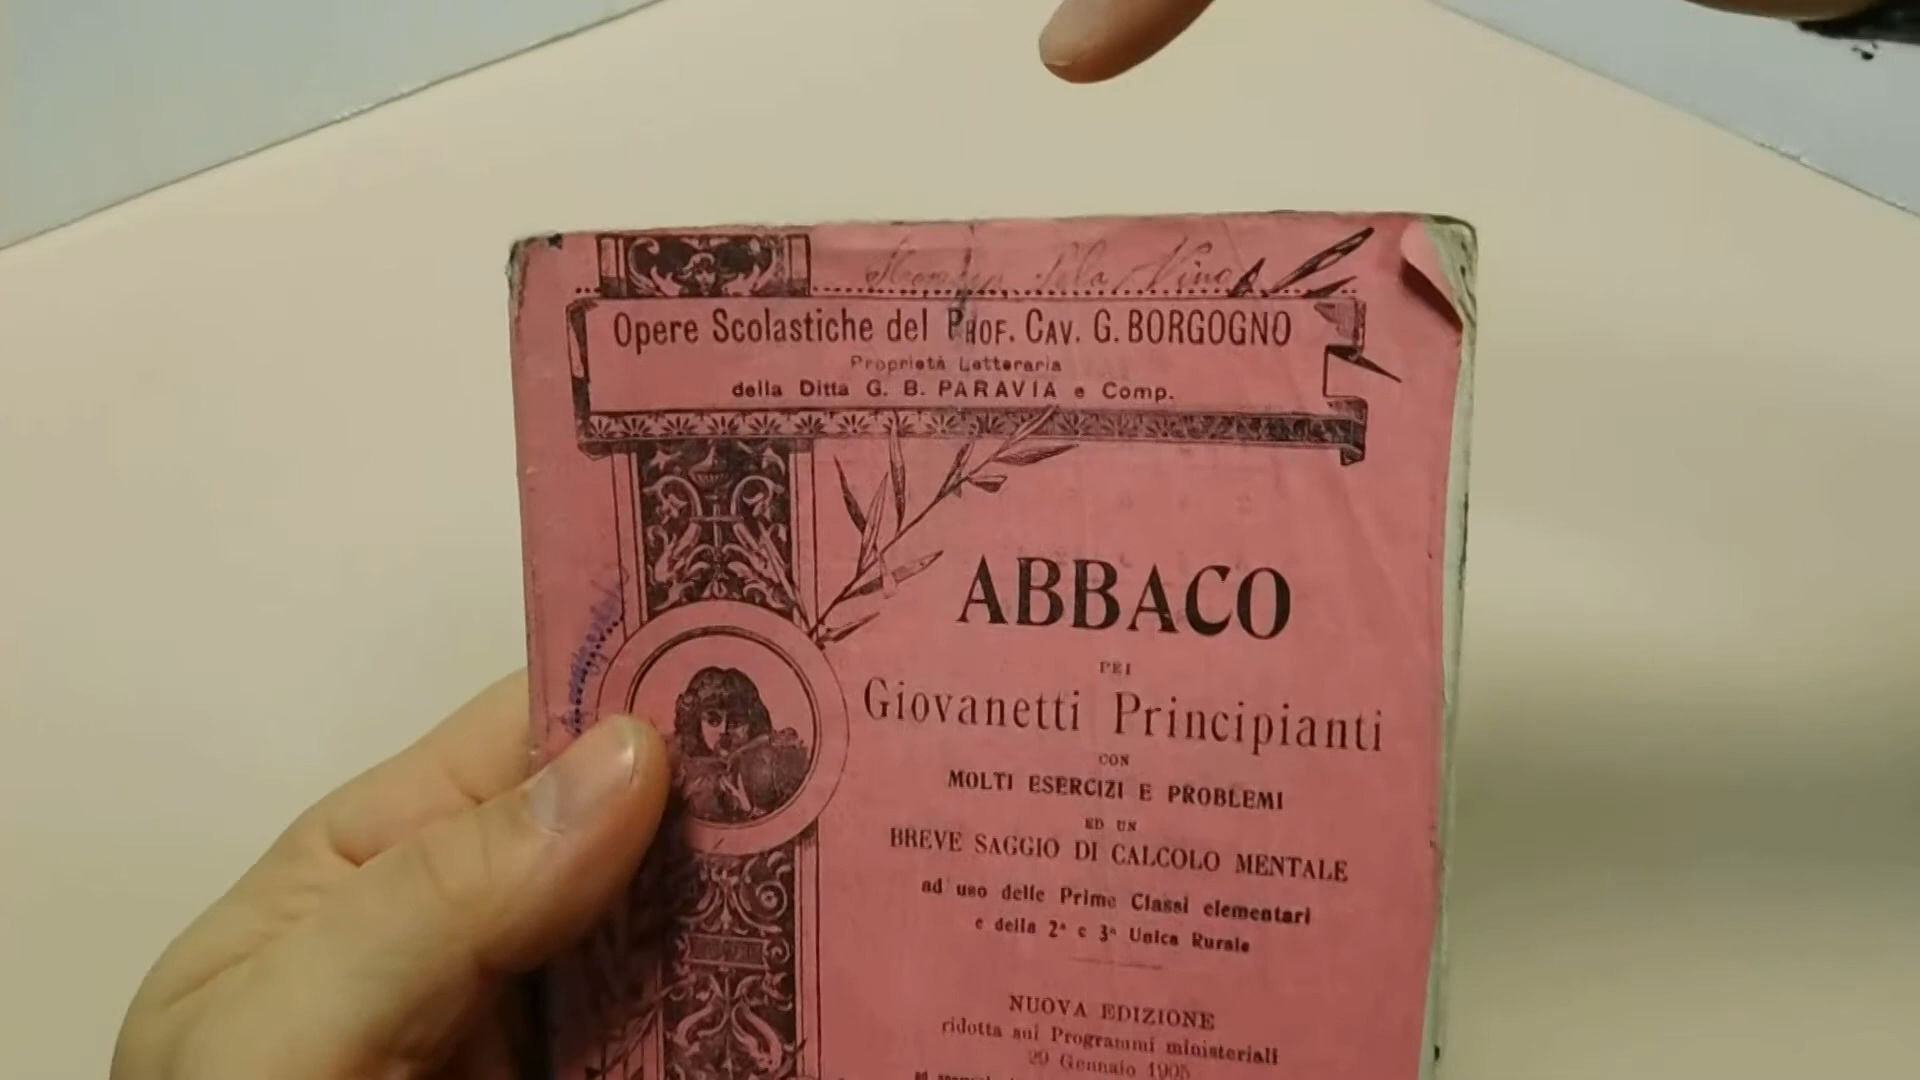 Opere Scolastiche del PROF. CAV. G. BORGOGNO
Proprietà Letteraria
della Ditta G. B. PARAVIA e Comp.
ABBACO
PEI
Giovanetti Principianti
CON
MOLTI ESERCIZI E PROBLEMI
ED UN
BREVE SAGGIO DI CALCOLO MENTALE
ad uso delle Prime Classi elementari
e della 2ª e 3ª Unica Rurale
NUOVA EDIZIONE
ridotta sui Programmi ministeriali
29 Gennaio 1905